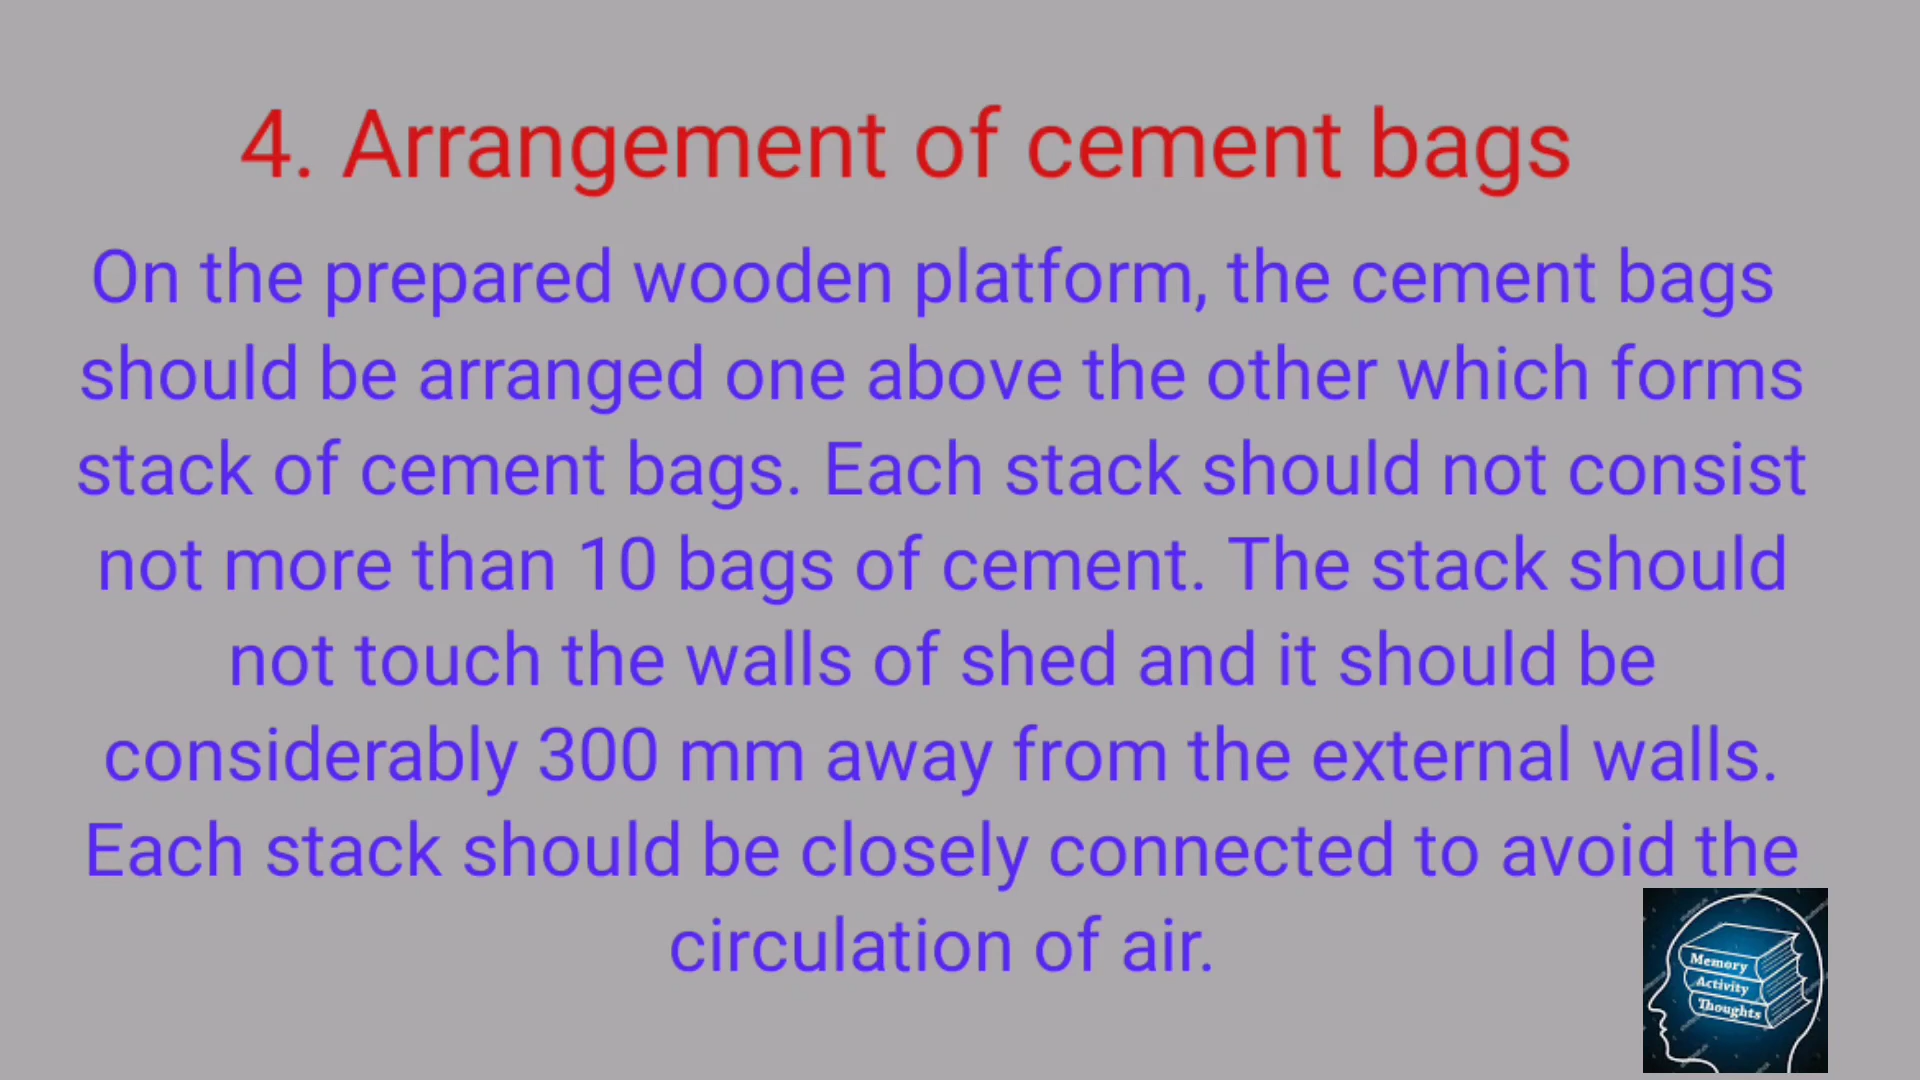 4. Arrangement of cement bags
On the prepared wooden platform, the cement bags
should be arranged one above the other which forms
stack of cement bags. Each stack should not consist
not more than 10 bags of cement. The stack should
not touch the walls of shed and it should be
considerably 300 mm away from the external walls.
Each stack should be closely connected to avoid the
circulation of air.
Memory
Activity
Thoughts